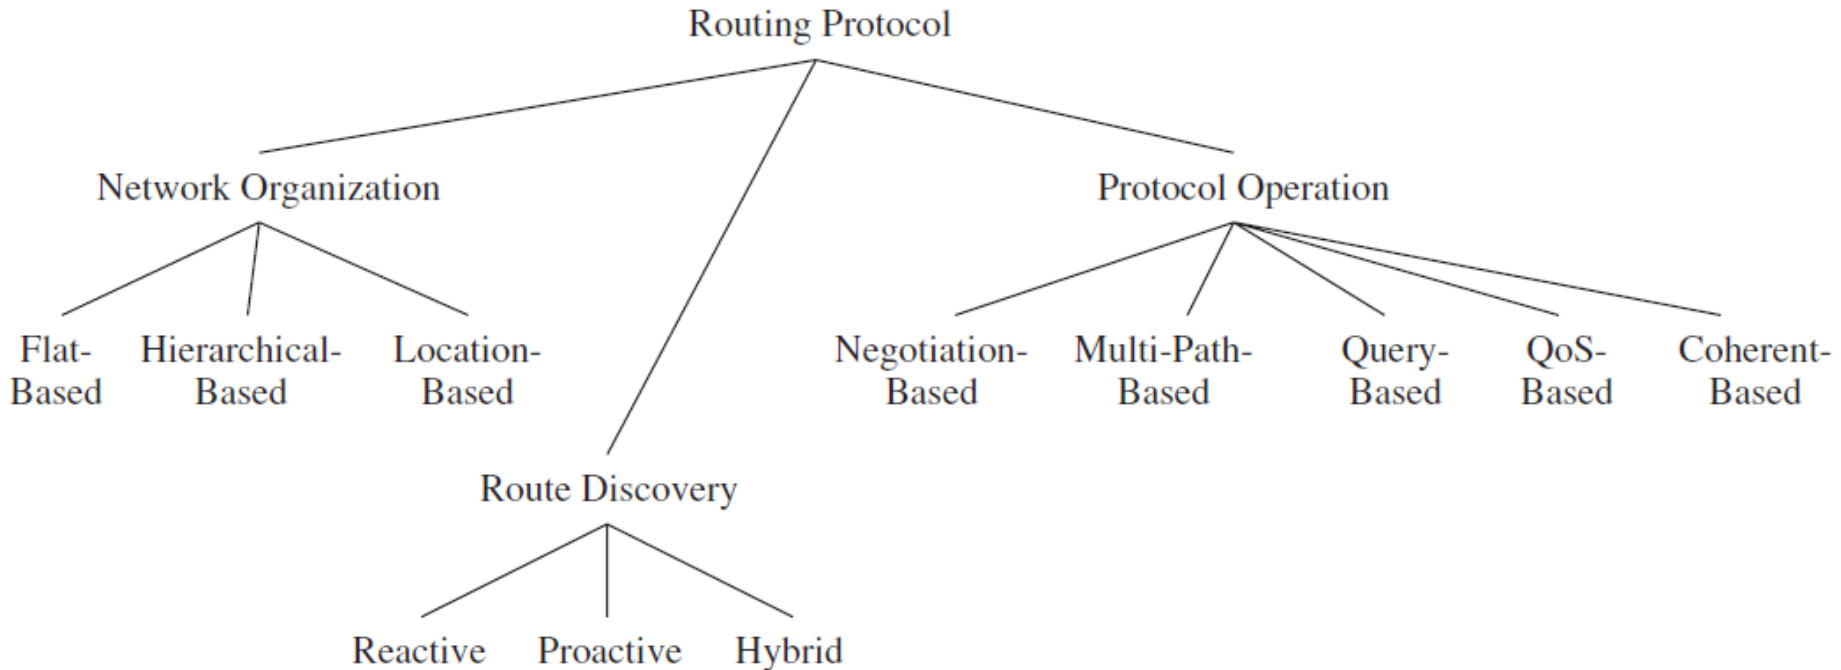 Routing Protocol
Network Organization
Protocol Operation
Flat-
Based
Hierarchical-
Based
Location-
Based
Negotiation-
Based
Multi-Path-
Based
Query-
Based
QoS-
Based
Coherent-
Based
Route Discovery
Reactive
Proactive
Hybrid